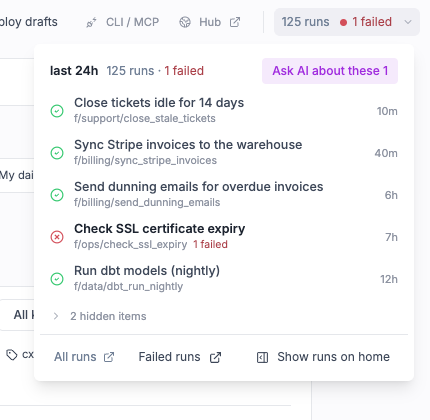 ploy drafts
CLI / MCP
Hub
125 runs
1 failed
last 24h 125 runs · 1 failed
Ask AI about these 1
Close tickets idle for 14 days
f/support/close_stale_tickets
10m
Sync Stripe invoices to the warehouse
f/billing/sync_stripe_invoices
40m
Send dunning emails for overdue invoices
f/billing/send_dunning_emails
6h
Check SSL certificate expiry
f/ops/check_ssl_expiry 1 failed
7h
Run dbt models (nightly)
f/data/dbt_run_nightly
12h
2 hidden items
All runs
Failed runs
Show runs on home
My dai
All
cx